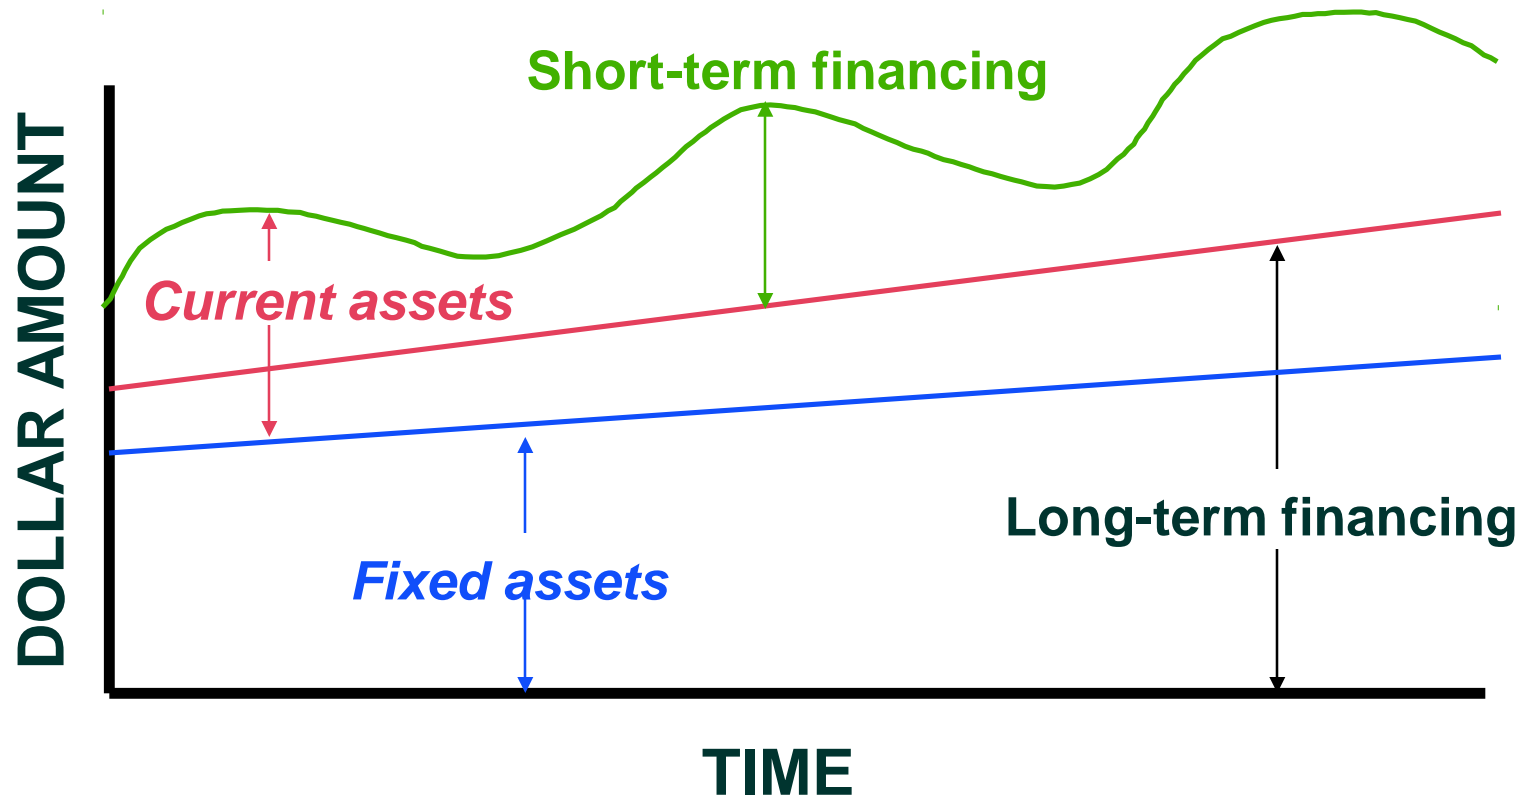 Short-term financing
DOLLAR AMOUNT
Current assets
Long-term financing
Fixed assets
TIME